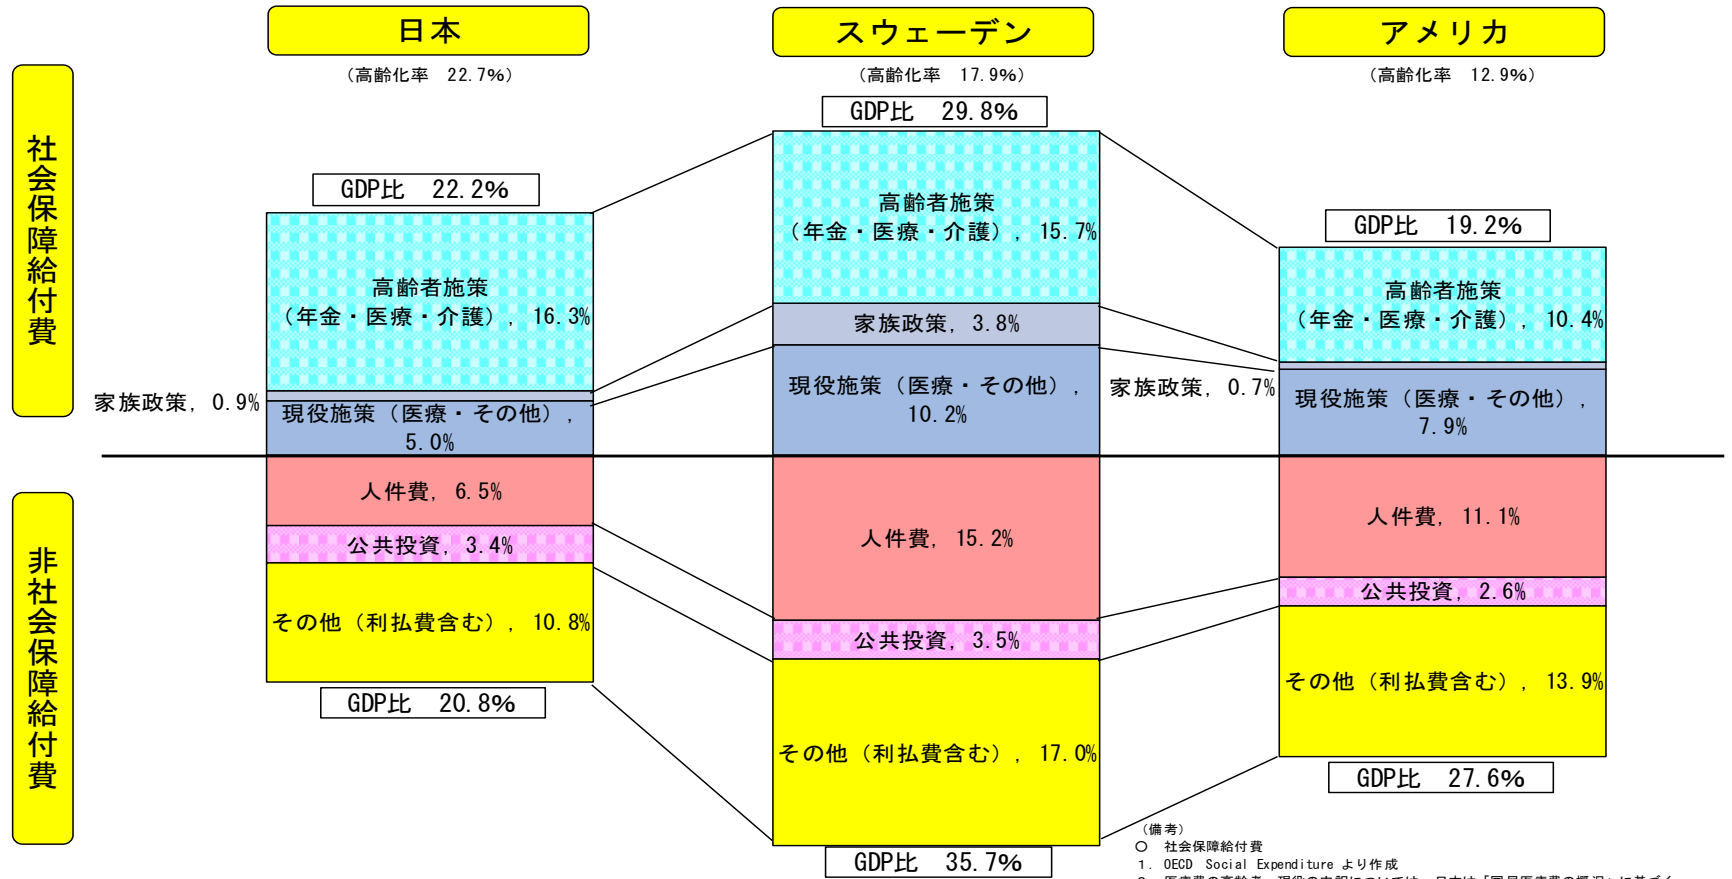 日本
スウェーデン
アメリカ
（高齢化率　22.7%）
（高齢化率　17.9%）
（高齢化率　12.9%）
社会保障給付費
非社会保障給付費
GDP比　22.2%
高齢者施策
（年金・医療・介護）, 16.3%
家族政策, 0.9%
現役施策（医療・その他）,
5.0%
人件費, 6.5%
公共投資, 3.4%
その他（利払費含む）, 10.8%
GDP比　20.8%
GDP比　29.8%
高齢者施策
（年金・医療・介護）, 15.7%
家族政策, 3.8%
現役施策（医療・その他）,
10.2%
人件費, 15.2%
公共投資, 3.5%
その他（利払費含む）, 17.0%
GDP比　35.7%
GDP比　19.2%
高齢者施策
（年金・医療・介護）, 10.4%
家族政策, 0.7%
現役施策（医療・その他）,
7.9%
人件費, 11.1%
公共投資, 2.6%
その他（利払費含む）, 13.9%
GDP比　27.6%
（備考）
○　社会保障給付費
1. OECD Social Expenditure より作成